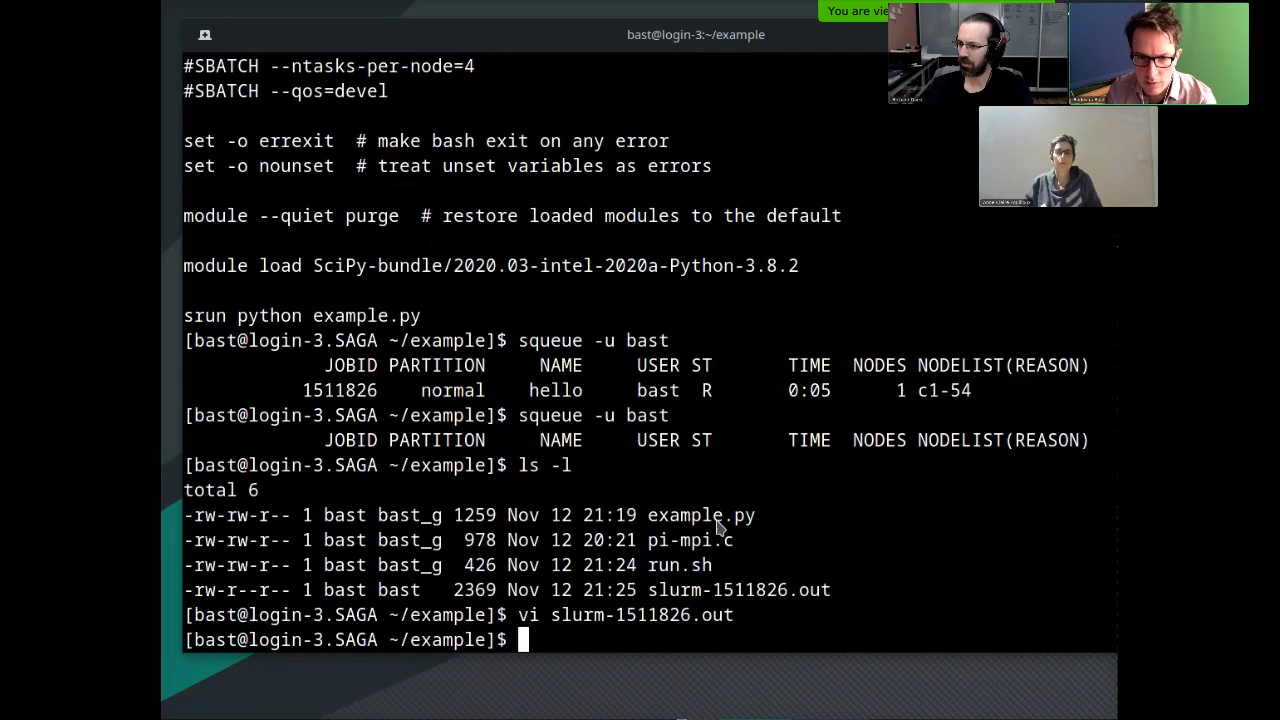 You are vie
bast@login-3:~/example
#SBATCH --ntasks-per-node=4
#SBATCH --qos=devel
set -o errexit  # make bash exit on any error
set -o nounset  # treat unset variables as errors
module --quiet purge  # restore loaded modules to the default
module load SciPy-bundle/2020.03-intel-2020a-Python-3.8.2
srun python example.py
[bast@login-3.SAGA ~/example]$ squeue -u bast
JOBID PARTITION     NAME     USER ST       TIME  NODES NODELIST(REASON)
1511826    normal    hello     bast  R       0:05      1 c1-54
[bast@login-3.SAGA ~/example]$ squeue -u bast
JOBID PARTITION     NAME     USER ST       TIME  NODES NODELIST(REASON)
[bast@login-3.SAGA ~/example]$ ls -l
total 6
-rw-rw-r-- 1 bast bast_g 1259 Nov 12 21:19 example.py
-rw-rw-r-- 1 bast bast_g  978 Nov 12 20:21 pi-mpi.c
-rw-rw-r-- 1 bast bast_g  426 Nov 12 21:24 run.sh
-rw-r--r-- 1 bast bast   2369 Nov 12 21:25 slurm-1511826.out
[bast@login-3.SAGA ~/example]$ vi slurm-1511826.out
[bast@login-3.SAGA ~/example]$
Richard Darst
Radovan Bast
Anne Claire Fouilloux